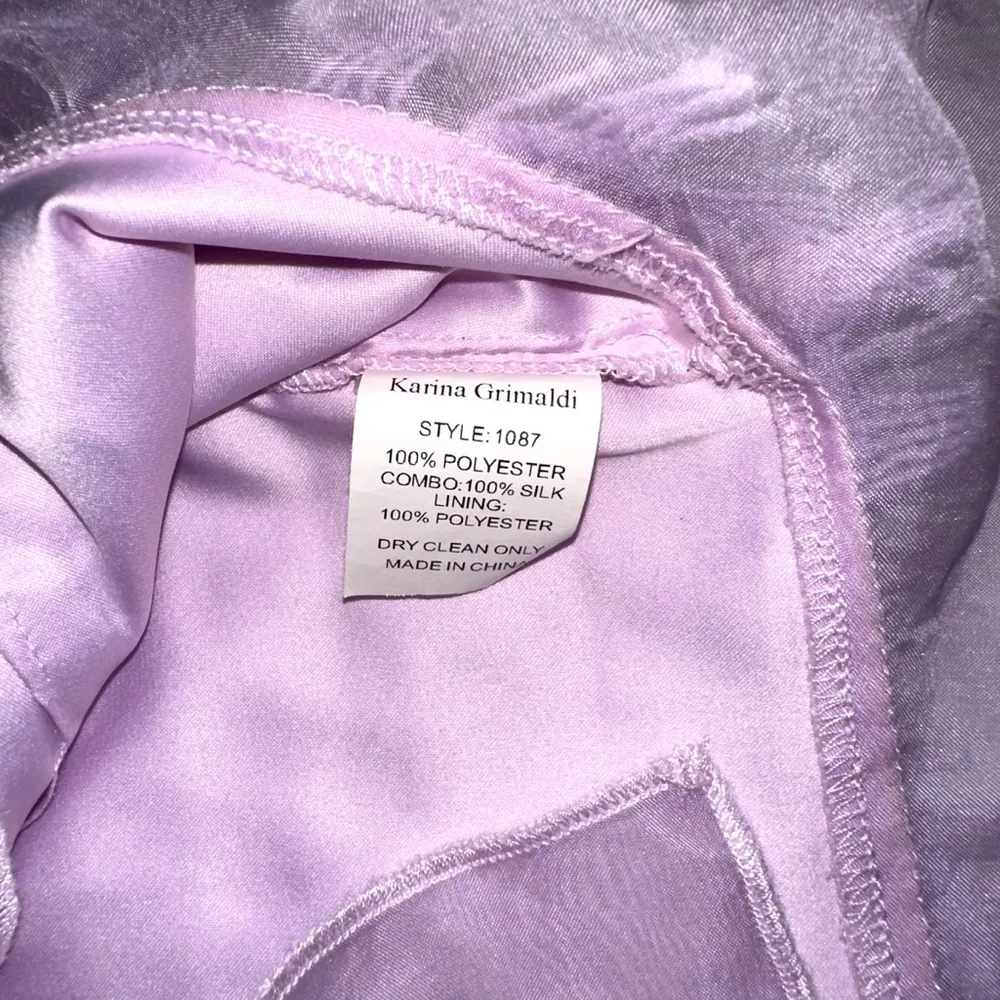 Karina Grimaldi
STYLE: 1087
100% POLYESTER
COMBO:100% SILK
LINING:
100% POLYESTER
DRY CLEAN ONLY
MADE IN CHINA